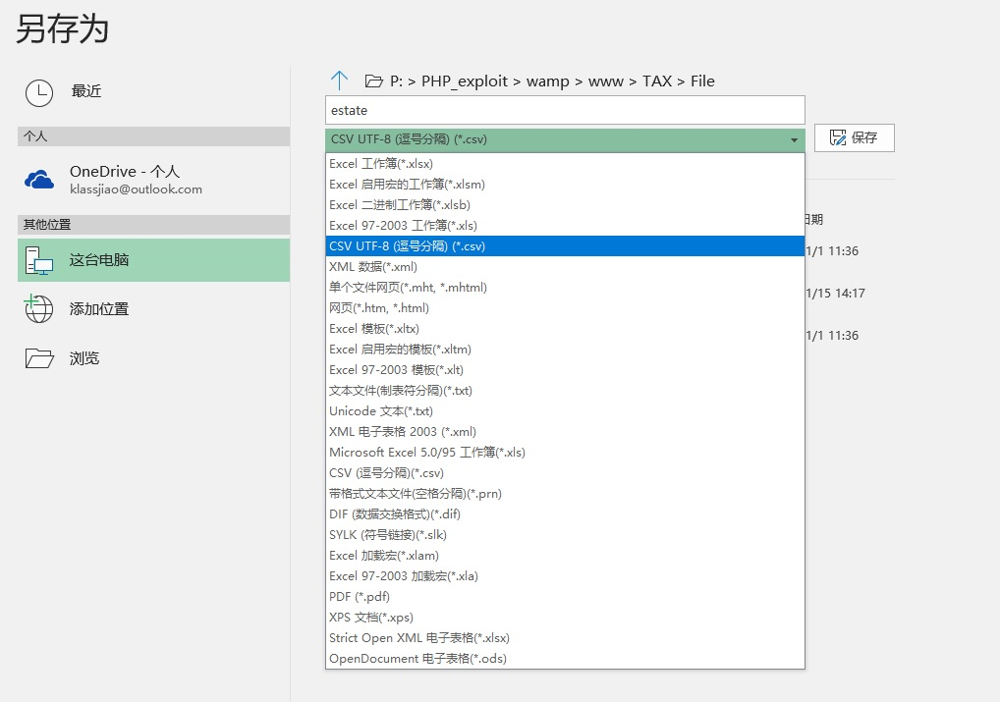 另存为
最近
个人
OneDrive - 个人
klassjiao@outlook.com
其他位置
这台电脑
添加位置
浏览
P: > PHP_exploit > wamp > www > TAX > File
estate
CSV UTF-8 (逗号分隔) (*.csv)
保存
Excel 工作簿(*.xlsx)
Excel 启用宏的工作簿(*.xlsm)
Excel 二进制工作簿(*.xlsb)
Excel 97-2003 工作簿(*.xls)
CSV UTF-8 (逗号分隔) (*.csv)
XML 数据(*.xml)
单个文件网页(*.mht, *.mhtml)
网页(*.htm, *.html)
Excel 模板(*.xltx)
Excel 启用宏的模板(*.xltm)
Excel 97-2003 模板(*.xlt)
文本文件(制表符分隔)(*.txt)
Unicode 文本(*.txt)
XML 电子表格 2003 (*.xml)
Microsoft Excel 5.0/95 工作簿(*.xls)
CSV (逗号分隔)(*.csv)
带格式文本文件(空格分隔)(*.prn)
DIF (数据交换格式)(*.dif)
SYLK (符号链接)(*.slk)
Excel 加载宏(*.xlam)
Excel 97-2003 加载宏(*.xla)
PDF (*.pdf)
XPS 文档(*.xps)
Strict Open XML 电子表格(*.xlsx)
OpenDocument 电子表格(*.ods)
日期
1/1 11:36
1/15 14:17
1/1 11:36